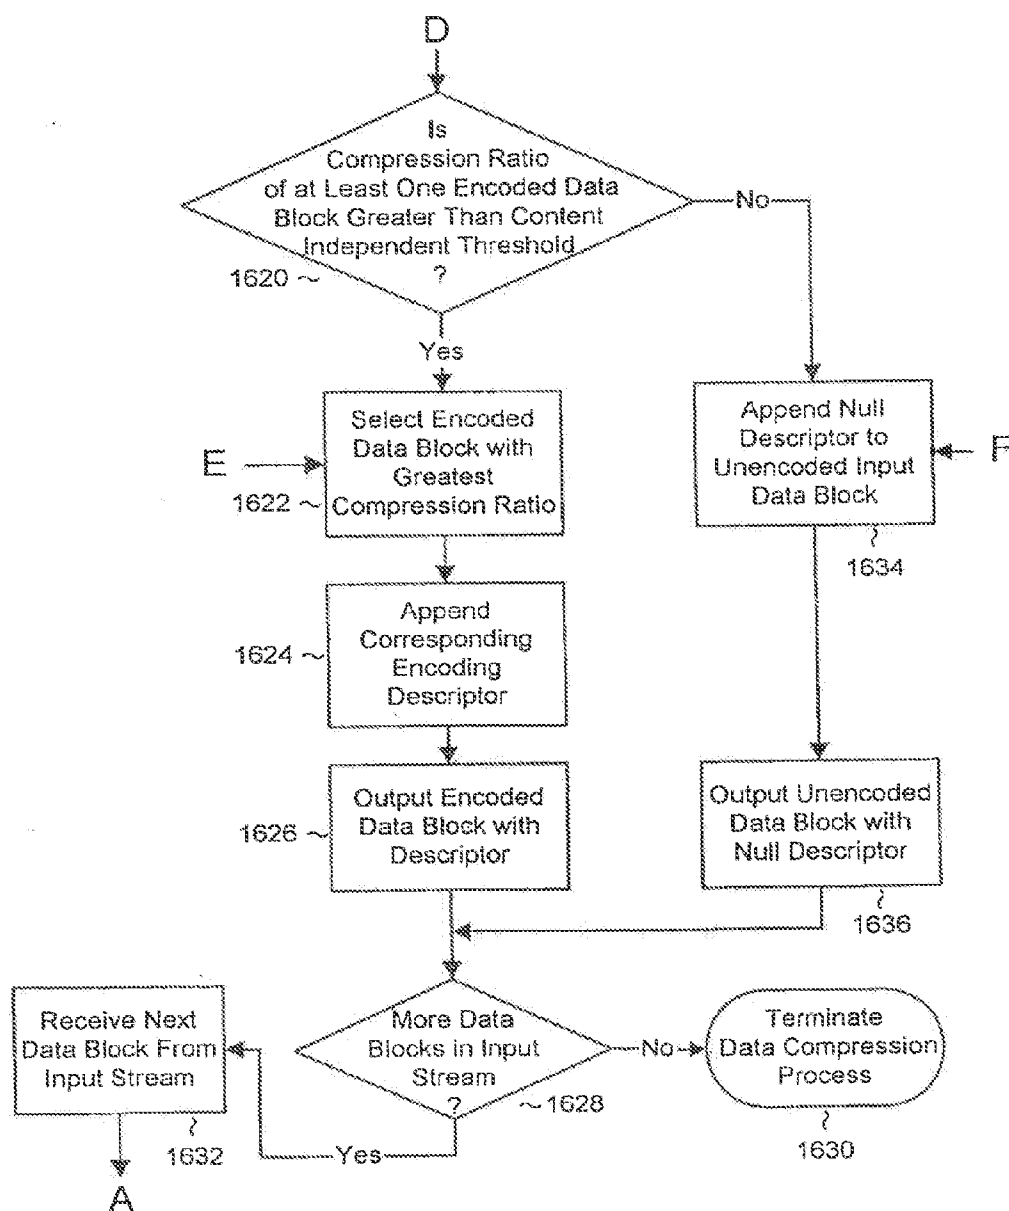 D
Is
Compression Ratio
of at Least One Encoded Data
Block Greater Than Content
Independent Threshold
?
1620
No
Yes
E
Select Encoded
Data Block with
Greatest
Compression Ratio
1622
Append Null
Descriptor to
Unencoded Input
Data Block
F
1634
Append
Corresponding
Encoding
Descriptor
1624
Output Encoded
Data Block with
Descriptor
1626
Output Unencoded
Data Block with
Null Descriptor
1636
Receive Next
Data Block From
Input Stream
1632
More Data
Blocks in Input
Stream
?
1628
No
Terminate
Data Compression
Process
1630
Yes
A